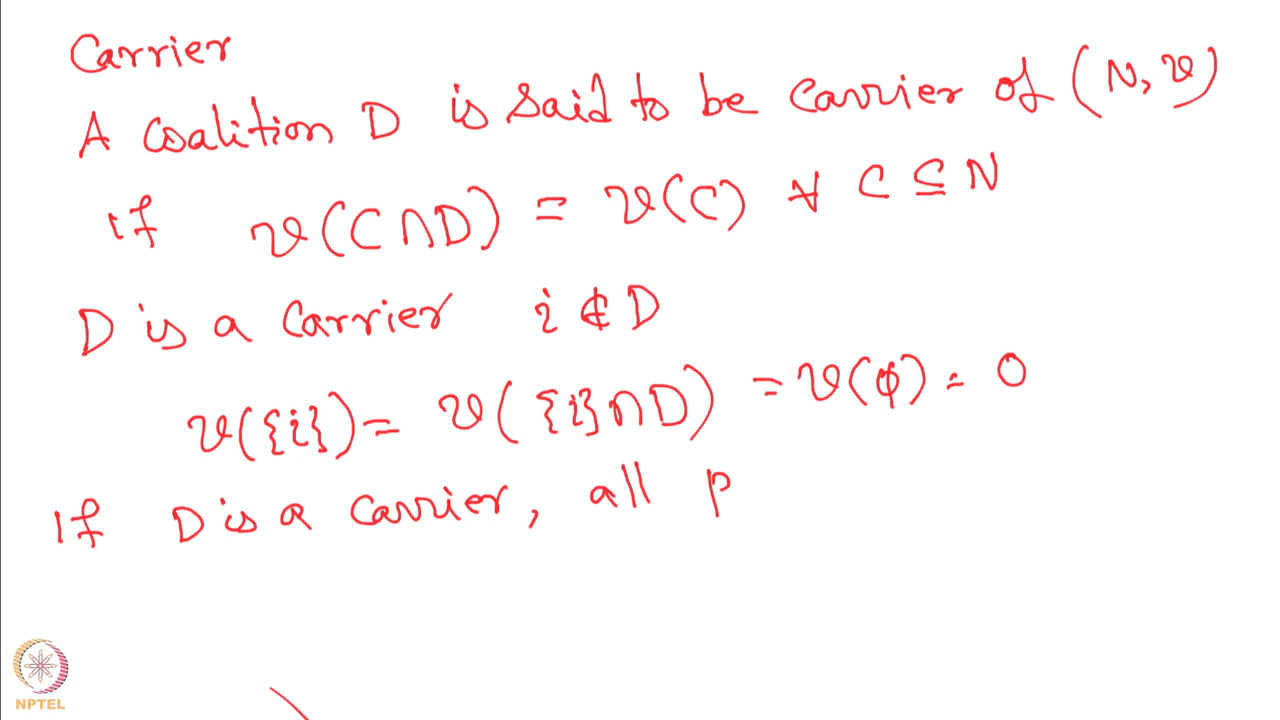 Carrier
A Coalition D is said to be Carrier of (N, v)
if v(C∩D) = v(C) ∀ C ⊆ N
D is a Carrier i ∉ D
v({i}) = v({i}∩D) = v(ϕ) = 0
If D is a Carrier, all p
NPTEL